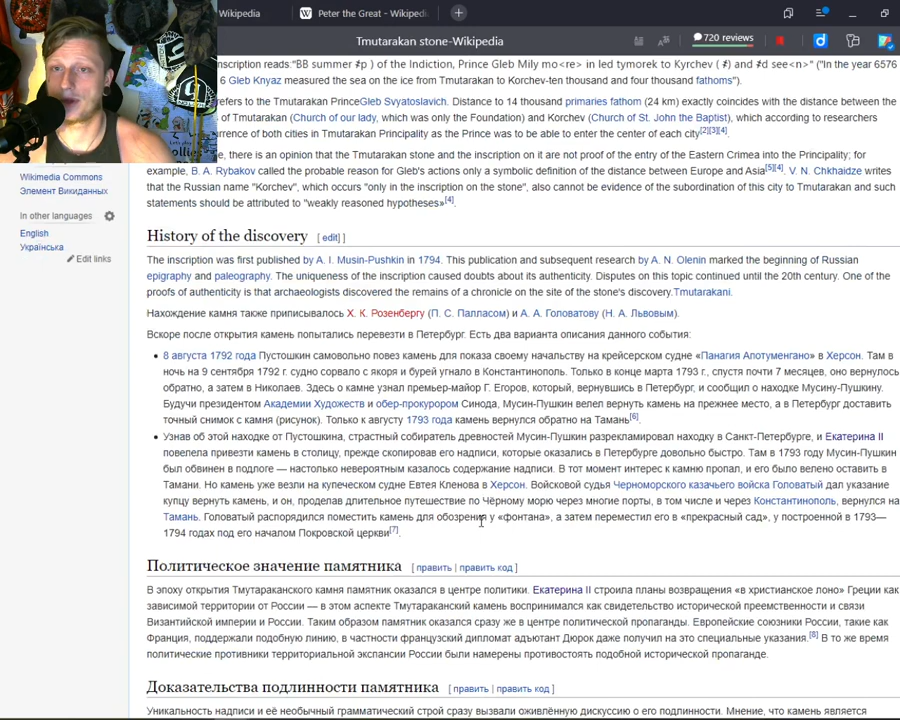 Wikipedia
Peter the Great - Wikipedi
Tmutarakan stone-Wikipedia
720 reviews
nscription reads:"BB summer ҂р ) of the Indiction, Prince Gleb Mily mo<re> in led tymorek to Kyrchev ( ҂) and ҂d see<n>" ("In the year 6576
6 Gleb Knyaz measured the sea on the ice from Tmutarakan to Korchev-ten thousand and four thousand fathoms").
efers to the Tmutarakan PrinceGleb Svyatoslavich. Distance to 14 thousand primaries fathom (24 km) exactly coincides with the distance between the
of Tmutarakan (Church of our lady, which was only the Foundation) and Korchev (Church of St. John the Baptist), which according to researchers
rrence of both cities in Tmutarakan Principality as the Prince was to be able to enter the center of each city[2][3][4].
e, there is an opinion that the Tmutarakan stone and the inscription on it are not proof of the entry of the Eastern Crimea into the Principality; for
example, B. A. Rybakov called the probable reason for Gleb's actions only a symbolic definition of the distance between Europe and Asia[5][4]. V. N. Chkhaidze writes
that the Russian name "Korchev", which occurs "only in the inscription on the stone", also cannot be evidence of the subordination of this city to Tmutarakan and such
statements should be attributed to "weakly reasoned hypotheses»[4].
Wikimedia Commons
Элемент Викиданных
In other languages
English
Українська
Edit links
History of the discovery [ edit] ]
The inscription was first published by A. I. Musin-Pushkin in 1794. This publication and subsequent research by A. N. Olenin marked the beginning of Russian
epigraphy and paleography. The uniqueness of the inscription caused doubts about its authenticity. Disputes on this topic continued until the 20th century. One of the
proofs of authenticity is that archaeologists discovered the remains of a chronicle on the site of the stone's discovery.Tmutarakani.
Нахождение камня также приписывалось Х. К. Розенбергу (П. С. Палласом) и А. А. Головатову (Н. А. Львовым).
Вскоре после открытия камень попытались перевезти в Петербург. Есть два варианта описания данного события:
8 августа 1792 года Пустошкин самовольно повез камень для показа своему начальству на крейсерском судне «Панагия Апотуменгано» в Херсон. Там в
ночь на 9 сентября 1792 г. судно сорвало с якоря и бурей угнало в Константинополь. Только в конце марта 1793 г., спустя почти 7 месяцев, оно вернулось
обратно, а затем в Николаев. Здесь о камне узнал премьер-майор Г. Егоров, который, вернувшись в Петербург, и сообщил о находке Мусину-Пушкину.
Будучи президентом Академии Художеств и обер-прокурором Синода, Мусин-Пушкин велел вернуть камень на прежнее место, а в Петербург доставить
точный снимок с камня (рисунок). Только к августу 1793 года камень вернулся обратно на Тамань[6].
Узнав об этой находке от Пустошкина, страстный собиратель древностей Мусин-Пушкин разрекламировал находку в Санкт-Петербурге, и Екатерина II
повелела привезти камень в столицу, прежде скопировав его надписи, которые оказались в Петербурге довольно быстро. Там в 1793 году Мусин-Пушкин
был обвинен в подлоге — настолько невероятным казалось содержание надписи. В тот момент интерес к камню пропал, и его было велено оставить в
Тамани. Но камень уже везли на купеческом судне Евтея Кленова в Херсон. Войсковой судья Черноморского казачьего войска Головатый дал указание
купцу вернуть камень, и он, проделав длительное путешествие по Чёрному морю через многие порты, в том числе и через Константинополь, вернулся на
Тамань. Головатый распорядился поместить камень для обозрения у «фонтана», а затем переместил его в «прекрасный сад», у построенной в 1793—
1794 годах под его началом Покровской церкви[7].
Политическое значение памятника [ править | править код ]
В эпоху открытия Тмутараканского камня памятник оказался в центре политики. Екатерина II строила планы возвращения «в христианское лоно» Греции как
зависимой территории от России — в этом аспекте Тмутараканский камень воспринимался как свидетельство исторической преемственности и связи
Византийской империи и России. Таким образом памятник оказался сразу же в центре политической пропаганды. Европейские союзники России, такие как
Франция, поддержали подобную линию, в частности французский дипломат адъютант Дюрок даже получил на это специальные указания.[8] В то же время
политические противники территориальной экспансии России были намерены противостоять подобной исторической пропаганде.
Доказательства подлинности памятника [ править | править код ]
Уникальность надписи и её необычный грамматический строй сразу вызвали оживлённую дискуссию о его подлинности. Мнение, что камень является